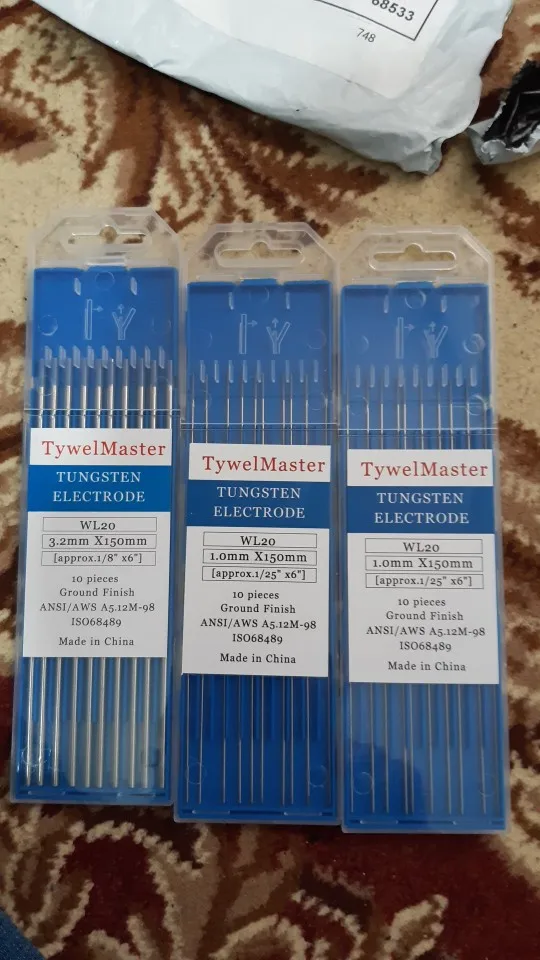 68533
748
TywelMaster
TUNGSTEN
ELECTRODE
WL20
3.2mm X150mm
[approx.1/8" x6"]
10 pieces
Ground Finish
ANSI/AWS A5.12M-98
ISO68489
Made in China
TywelMaster
TUNGSTEN
ELECTRODE
WL20
1.0mm X150mm
[approx.1/25" x6"]
10 pieces
Ground Finish
ANSI/AWS A5.12M-98
ISO68489
Made in China
TywelMaster
TUNGSTEN
ELECTRODE
WL20
1.0mm X150mm
[approx.1/25" x6"]
10 pieces
Ground Finish
ANSI/AWS A5.12M-98
ISO68489
Made in China